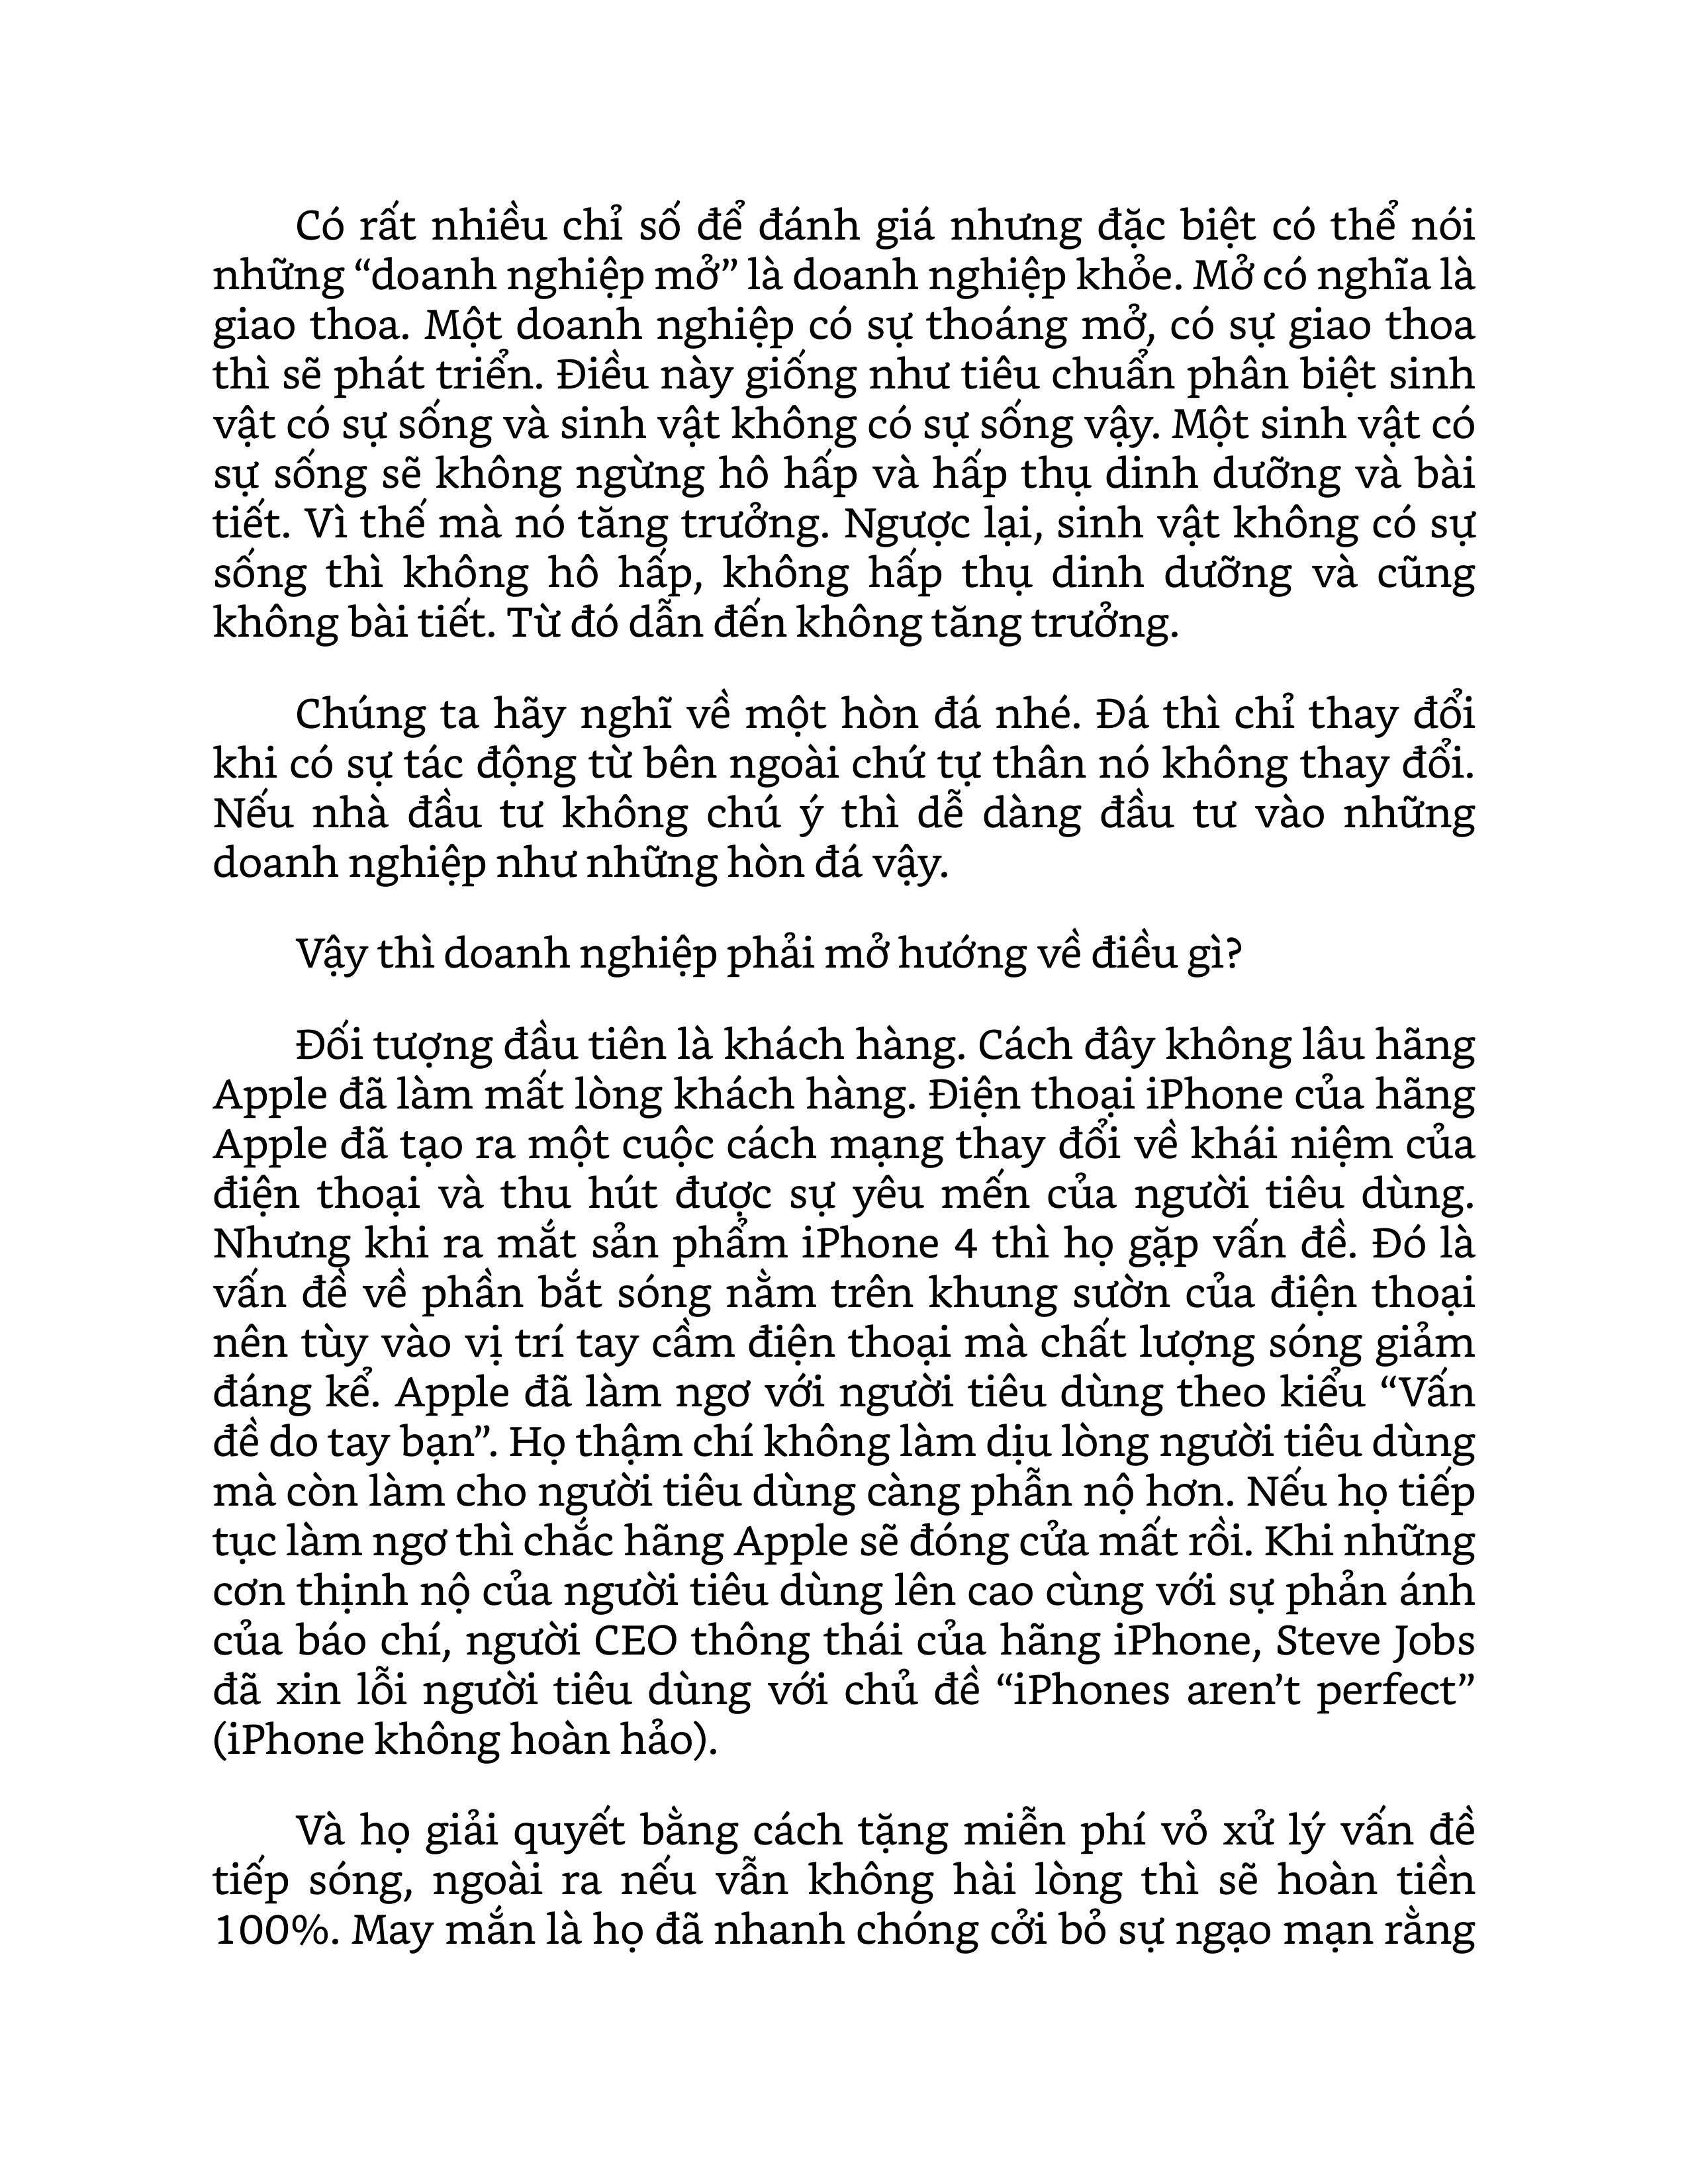 Có rất nhiều chỉ số để đánh giá nhưng đặc biệt có thể nói
những “doanh nghiệp mở” là doanh nghiệp khỏe. Mở có nghĩa là
giao thoa. Một doanh nghiệp có sự thoáng mở, có sự giao thoa
thì sẽ phát triển. Điều này giống như tiêu chuẩn phân biệt sinh
vật có sự sống và sinh vật không có sự sống vậy. Một sinh vật có
sự sống sẽ không ngừng hô hấp và hấp thụ dinh dưỡng và bài
tiết. Vì thế mà nó tăng trưởng. Ngược lại, sinh vật không có sự
sống thì không hô hấp, không hấp thụ dinh dưỡng và cũng
không bài tiết. Từ đó dẫn đến không tăng trưởng.
Chúng ta hãy nghĩ về một hòn đá nhé. Đá thì chỉ thay đổi
khi có sự tác động từ bên ngoài chứ tự thân nó không thay đổi.
Nếu nhà đầu tư không chú ý thì dễ dàng đầu tư vào những
doanh nghiệp như những hòn đá vậy.
Vậy thì doanh nghiệp phải mở hướng về điều gì?
Đối tượng đầu tiên là khách hàng. Cách đây không lâu hãng
Apple đã làm mất lòng khách hàng. Điện thoại iPhone của hãng
Apple đã tạo ra một cuộc cách mạng thay đổi về khái niệm của
điện thoại và thu hút được sự yêu mến của người tiêu dùng.
Nhưng khi ra mắt sản phẩm iPhone 4 thì họ gặp vấn đề. Đó là
vấn đề về phần bắt sóng nằm trên khung sườn của điện thoại
nên tùy vào vị trí tay cầm điện thoại mà chất lượng sóng giảm
đáng kể. Apple đã làm ngơ với người tiêu dùng theo kiểu “Vấn
đề do tay bạn”. Họ thậm chí không làm dịu lòng người tiêu dùng
mà còn làm cho người tiêu dùng càng phẫn nộ hơn. Nếu họ tiếp
tục làm ngơ thì chắc hãng Apple sẽ đóng cửa mất rồi. Khi những
cơn thịnh nộ của người tiêu dùng lên cao cùng với sự phản ánh
của báo chí, người CEO thông thái của hãng iPhone, Steve Jobs
đã xin lỗi người tiêu dùng với chủ đề “iPhones aren’t perfect”
(iPhone không hoàn hảo).
Và họ giải quyết bằng cách tặng miễn phí vỏ xử lý vấn đề
tiếp sóng, ngoài ra nếu vẫn không hài lòng thì sẽ hoàn tiền
100%. May mắn là họ đã nhanh chóng cởi bỏ sự ngạo mạn rằng